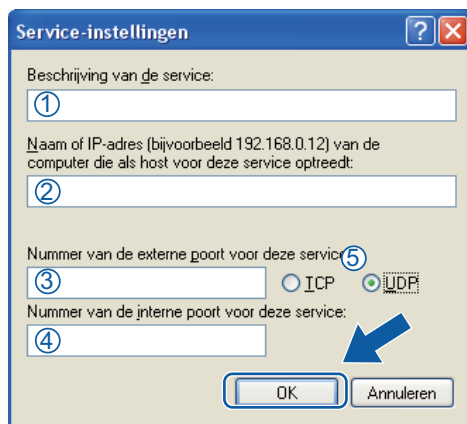 Service-instellingen
Beschrijving van de service:
①
Naam of IP-adres (bijvoorbeeld 192.168.0.12) van de
computer die als host voor deze service optreedt:
②
Nummer van de externe poort voor deze service: ⑤
③ TCP UDP
Nummer van de interne poort voor deze service:
④
OK Annuleren